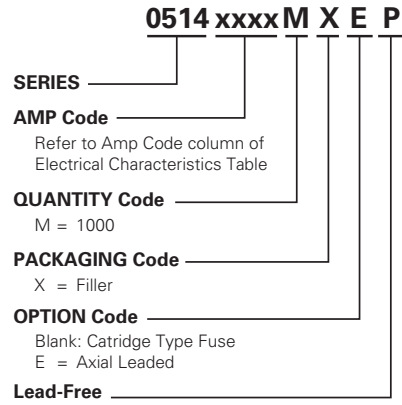 0514 xxxx M X E P
SERIES
AMP Code
Refer to Amp Code column of
Electrical Characteristics Table
QUANTITY Code
M = 1000
PACKAGING Code
X = Filler
OPTION Code
Blank: Catridge Type Fuse
E = Axial Leaded
Lead-Free